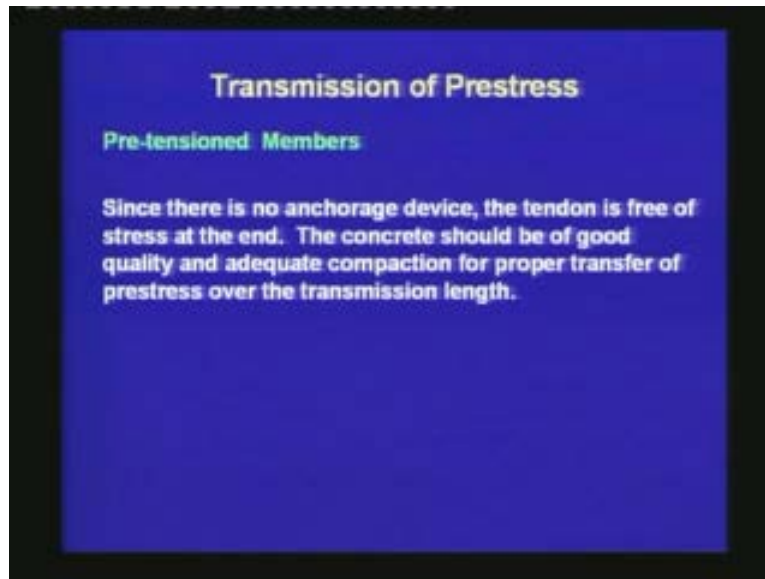 Transmission of Prestress
Pre-tensioned Members
Since there is no anchorage device, the tendon is free of
stress at the end. The concrete should be of good
quality and adequate compaction for proper transfer of
prestress over the transmission length.